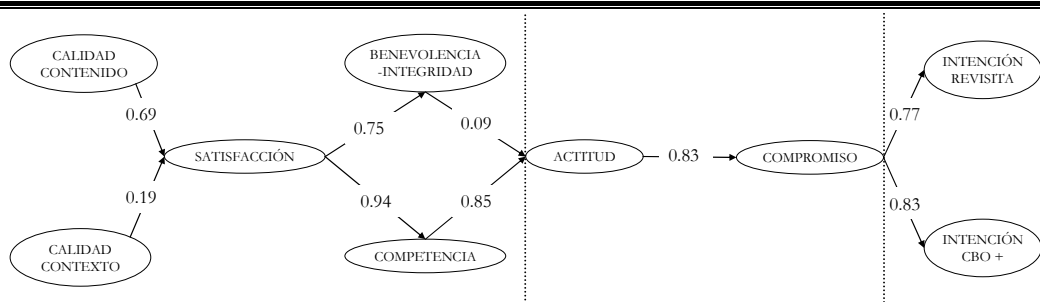 CALIDAD
CONTENIDO
0.69
CALIDAD
CONTEXTO
0.19
SATISFACCIÓN
BENEVOLENCIA
-INTEGRIDAD
0.75
0.09
0.94
0.85
COMPETENCIA
ACTITUD
0.83
COMPROMISO
INTENCIÓN
REVISITA
0.77
0.83
INTENCIÓN
CBO +